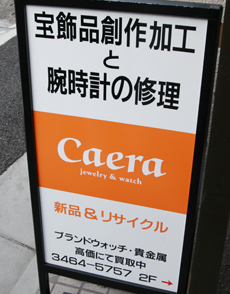 宝飾品創作加工
と
腕時計の修理
Caera
jewelry & watch
新品&リサイクル
ブランドウォッチ・貴金属
高価にて買取中
3464-5757 2F →